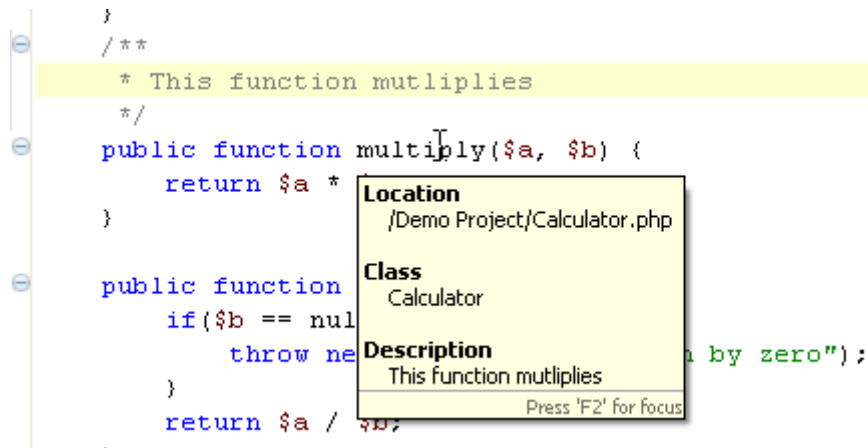 }
/**
* This function mutliplies
*/
public function multiply($a, $b) {
return $a *
Location
/Demo Project/Calculator.php
}
Class
public function
Calculator
if($b == nul
Description
throw ne by zero");
This function mutliplies
}
Press 'F2' for focus
return $a / $b;